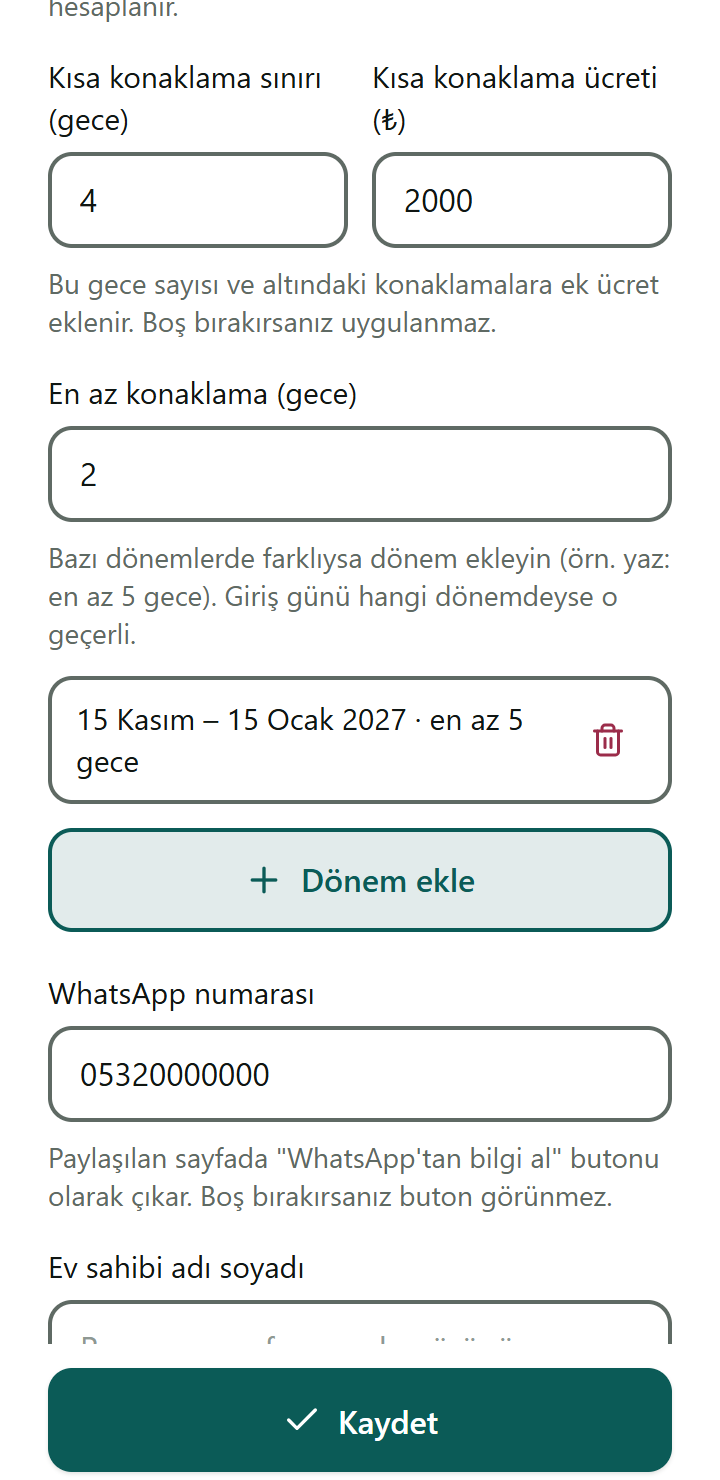 hesaplanır.
Kısa konaklama sınırı (gece)
Kısa konaklama ücreti (₺)
4
2000
Bu gece sayısı ve altındaki konaklamalara ek ücret
eklenir. Boş bırakırsanız uygulanmaz.
En az konaklama (gece)
2
Bazı dönemlerde farklıysa dönem ekleyin (örn. yaz:
en az 5 gece). Giriş günü hangi dönemdeyse o
geçerli.
15 Kasım – 15 Ocak 2027 · en az 5
gece
Dönem ekle
WhatsApp numarası
05320000000
Paylaşılan sayfada "WhatsApp'tan bilgi al" butonu
olarak çıkar. Boş bırakırsanız buton görünmez.
Ev sahibi adı soyadı
Kaydet